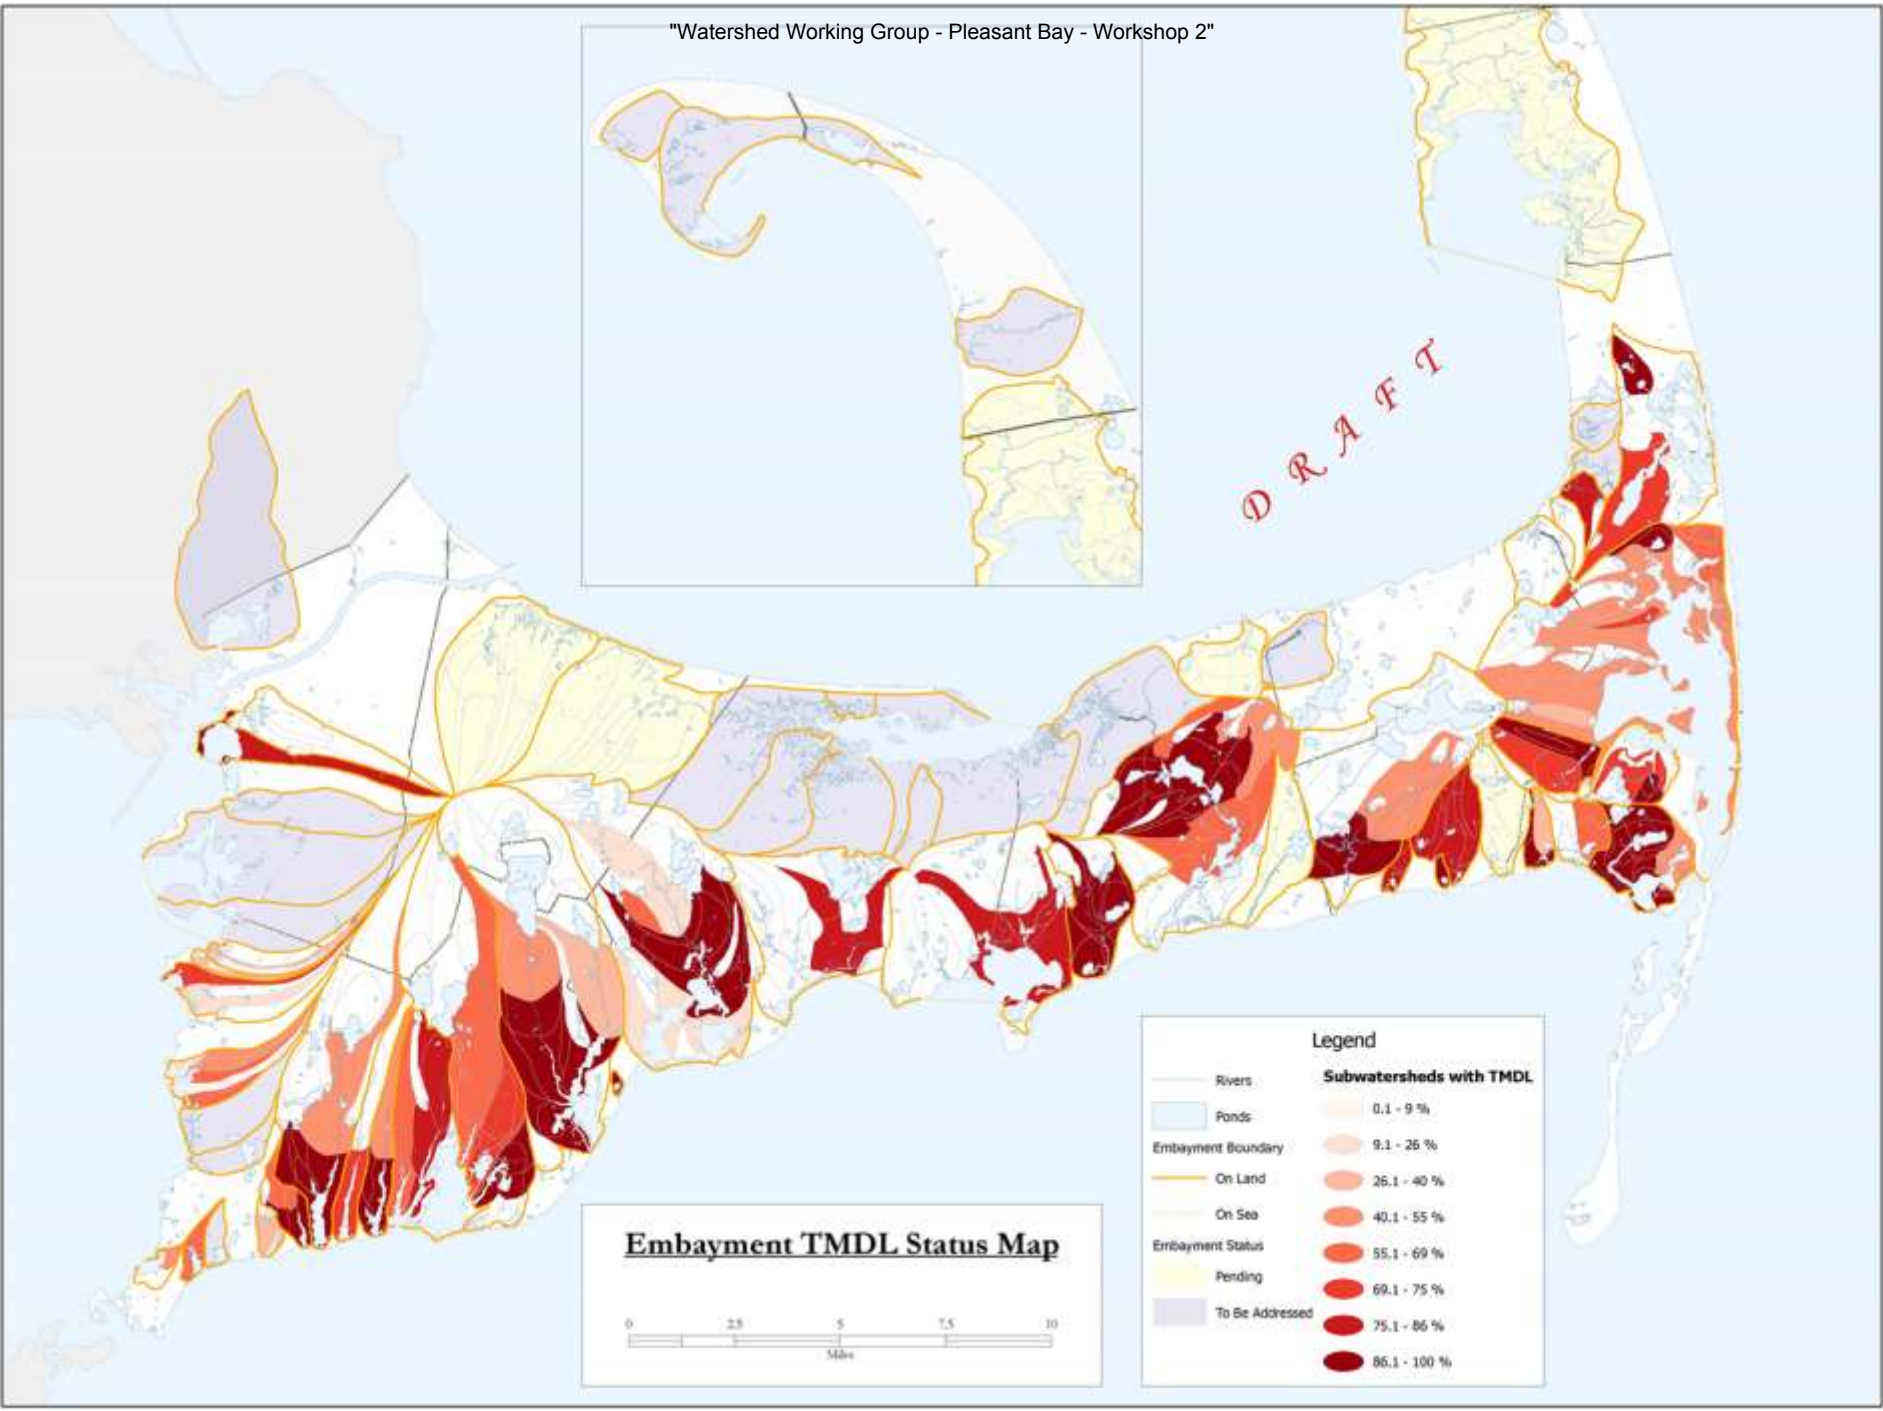 "Watershed Working Group - Pleasant Bay - Workshop 2"
DRAFT
Legend
Rivers
Ponds
Embayment Boundary
On Land
On Sea
Embayment Status
Pending
To Be Addressed
Subwatersheds with TMDL
0.1 - 9 %
9.1 - 26 %
26.1 - 40 %
40.1 - 55 %
55.1 - 69 %
69.1 - 75 %
75.1 - 86 %
86.1 - 100 %
Embayment TMDL Status Map
0 2.5 5 7.5 10
Miles